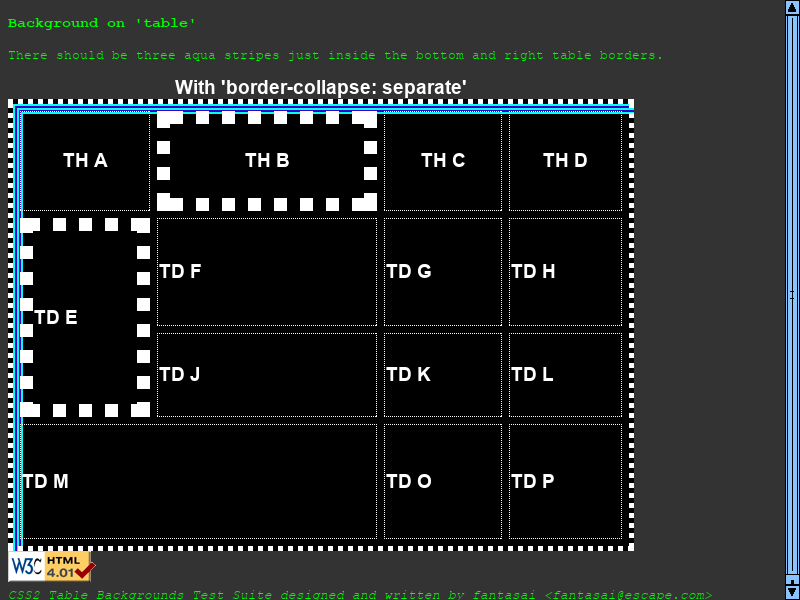 Background on 'table'
There should be three aqua stripes just inside the bottom and right table borders.
With 'border-collapse: separate'
TH A TH B TH C TH D
TD E TD F TD G TD H
TD J TD K TD L
TD M TD O TD P
W3C HTML 4.01
CSS2 Table Backgrounds Test Suite designed and written by fantasai <fantasai@escape.com>